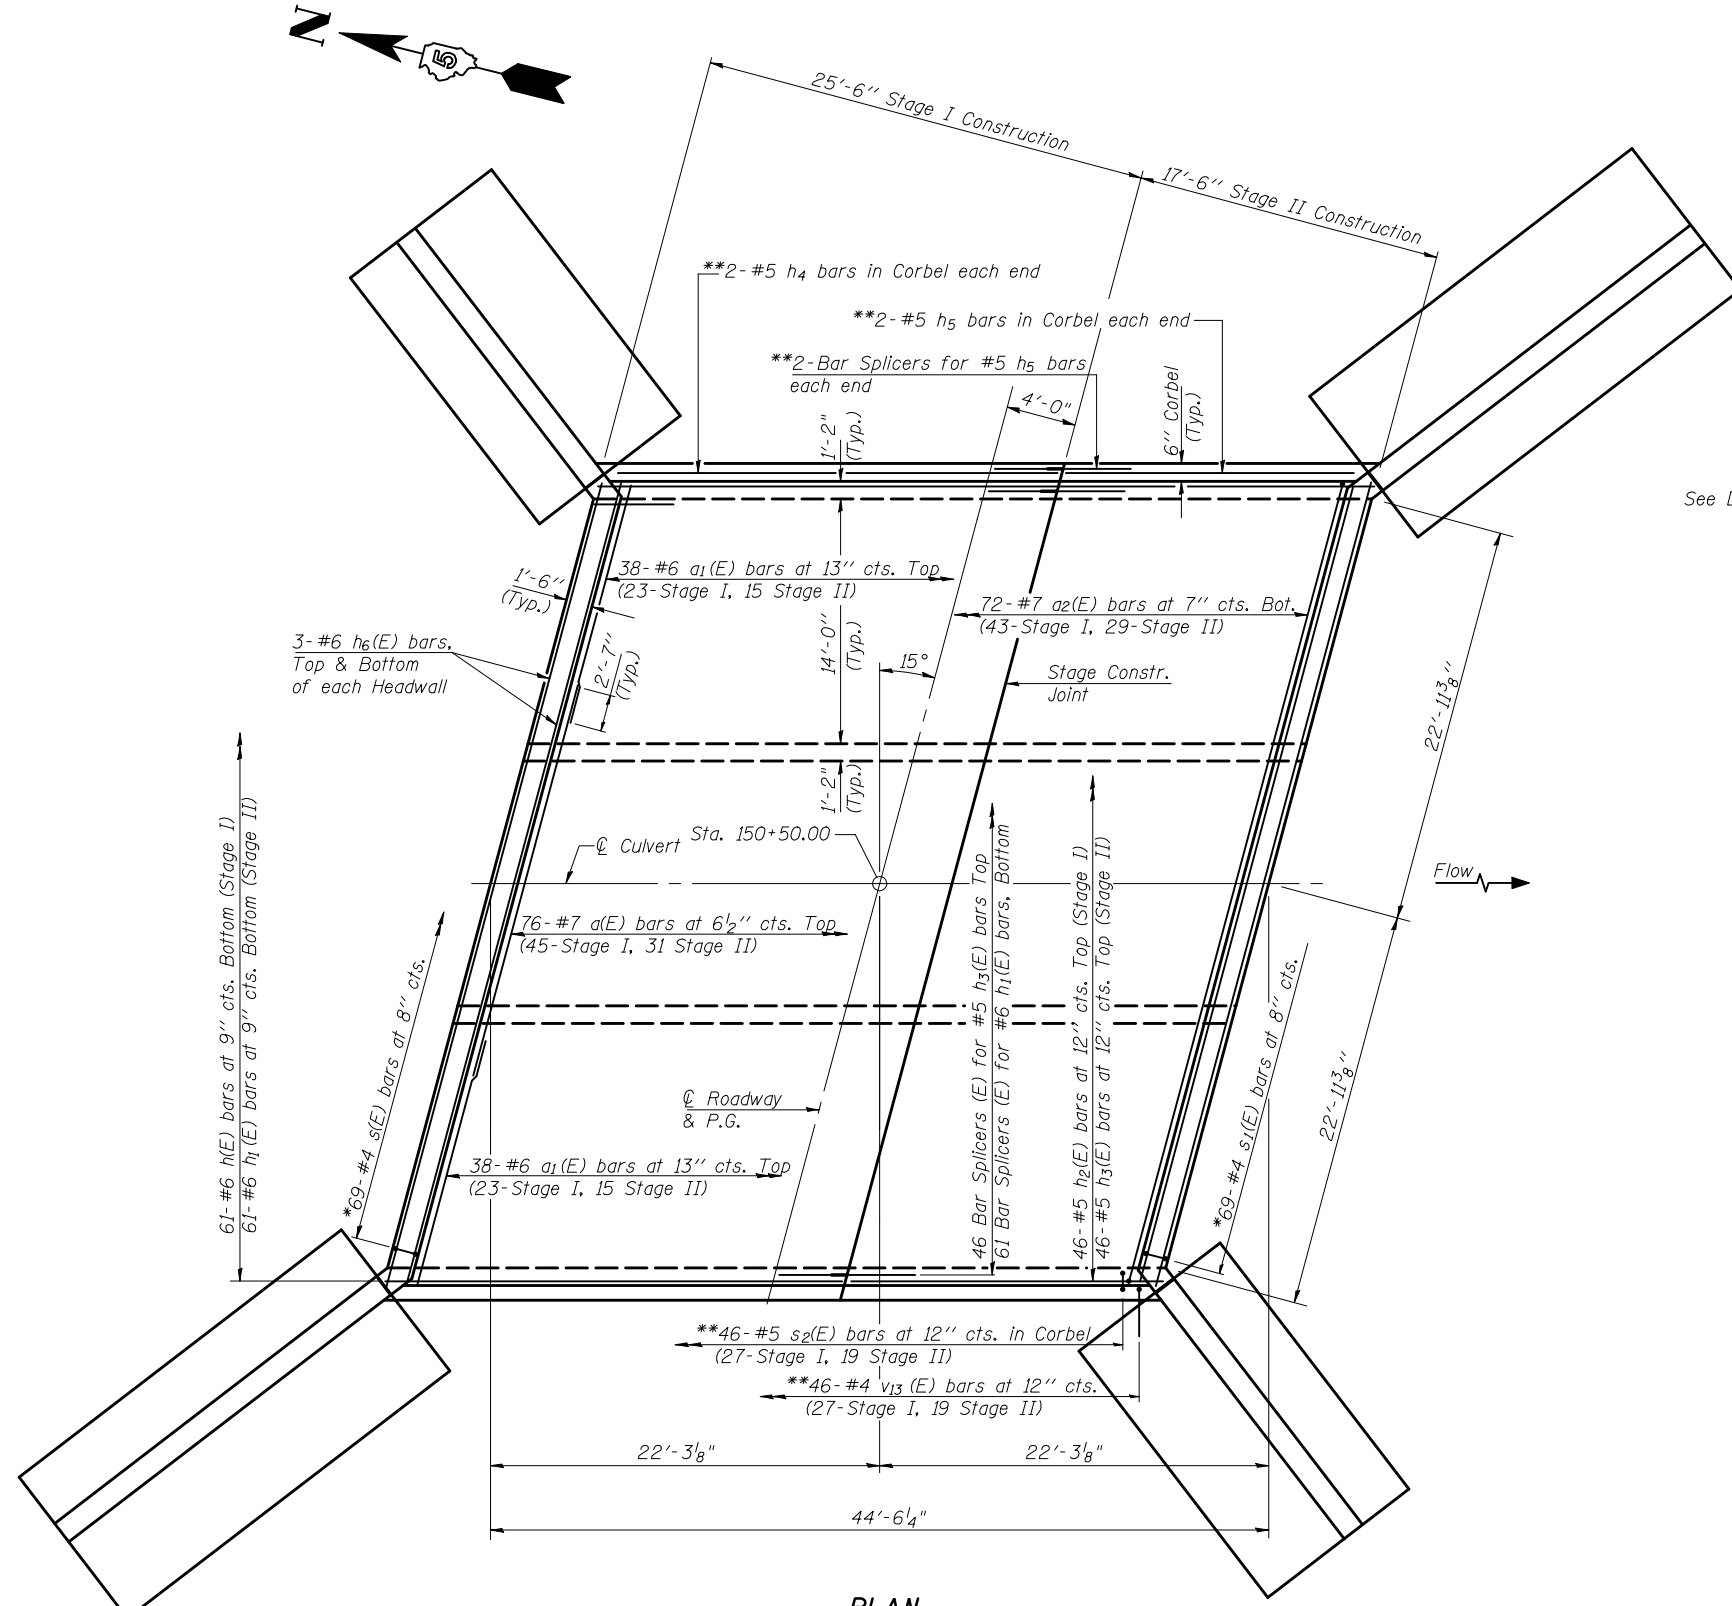 N
5
25'-6" Stage I Construction
17'-6" Stage II Construction
**2-#5 h4 bars in Corbel each end
**2-#5 h5 bars in Corbel each end
**2-Bar Splicers for #5 h5 bars
each end
4'-0"
1'-2"
(Typ.)
6" Corbel
(Typ.)
See
1'-6"
(Typ.)
38-#6 a1(E) bars at 13" cts. Top
(23-Stage I, 15 Stage II)
72-#7 a2(E) bars at 7" cts. Bot.
(43-Stage I, 29-Stage II)
3-#6 h6(E) bars,
Top & Bottom
of each Headwall
2'-7"
(Typ.)
14'-0"
(Typ.)
15°
Stage Constr.
Joint
22'-11 3/8"
1'-2"
(Typ.)
℄ Culvert
Sta. 150+50.00
Flow
61-#6 h(E) bars at 9" cts. Bottom (Stage I)
61-#6 h1(E) bars at 9" cts. Bottom (Stage II)
76-#7 a(E) bars at 6 1/2" cts. Top
(45-Stage I, 31 Stage II)
*69-#4 s(E) bars at 8" cts.
46 Bar Splicers (E) for #5 h3(E) bars Top
61 Bar Splicers (E) for #6 h1(E) bars, Bottom
46-#5 h2(E) bars at 12" cts. Top (Stage I)
46-#5 h3(E) bars at 12" cts. Top (Stage II)
*69-#4 s1(E) bars at 8" cts.
22'-11 3/8"
℄ Roadway
& P.G.
38-#6 a1(E) bars at 13" cts. Top
(23-Stage I, 15 Stage II)
**46-#5 s2(E) bars at 12" cts. in Corbel
(27-Stage I, 19 Stage II)
**46-#4 v13 (E) bars at 12" cts.
(27-Stage I, 19 Stage II)
22'-3 1/8"
22'-3 1/8"
44'-6 1/4"
PLAN